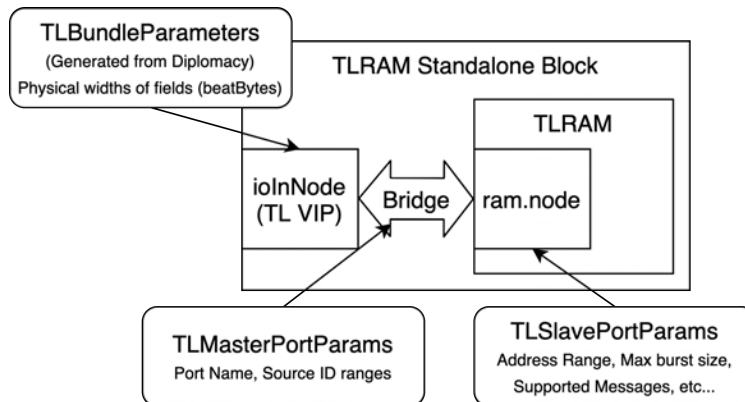 TLBundleParameters
(Generated from Diplomacy)
Physical widths of fields (beatBytes)
TLRAM Standalone Block
TLRAM
ioInNode
(TL VIP)
Bridge
ram.node
TLMasterPortParams
Port Name, Source ID ranges
TLSlavePortParams
Address Range, Max burst size,
Supported Messages, etc...